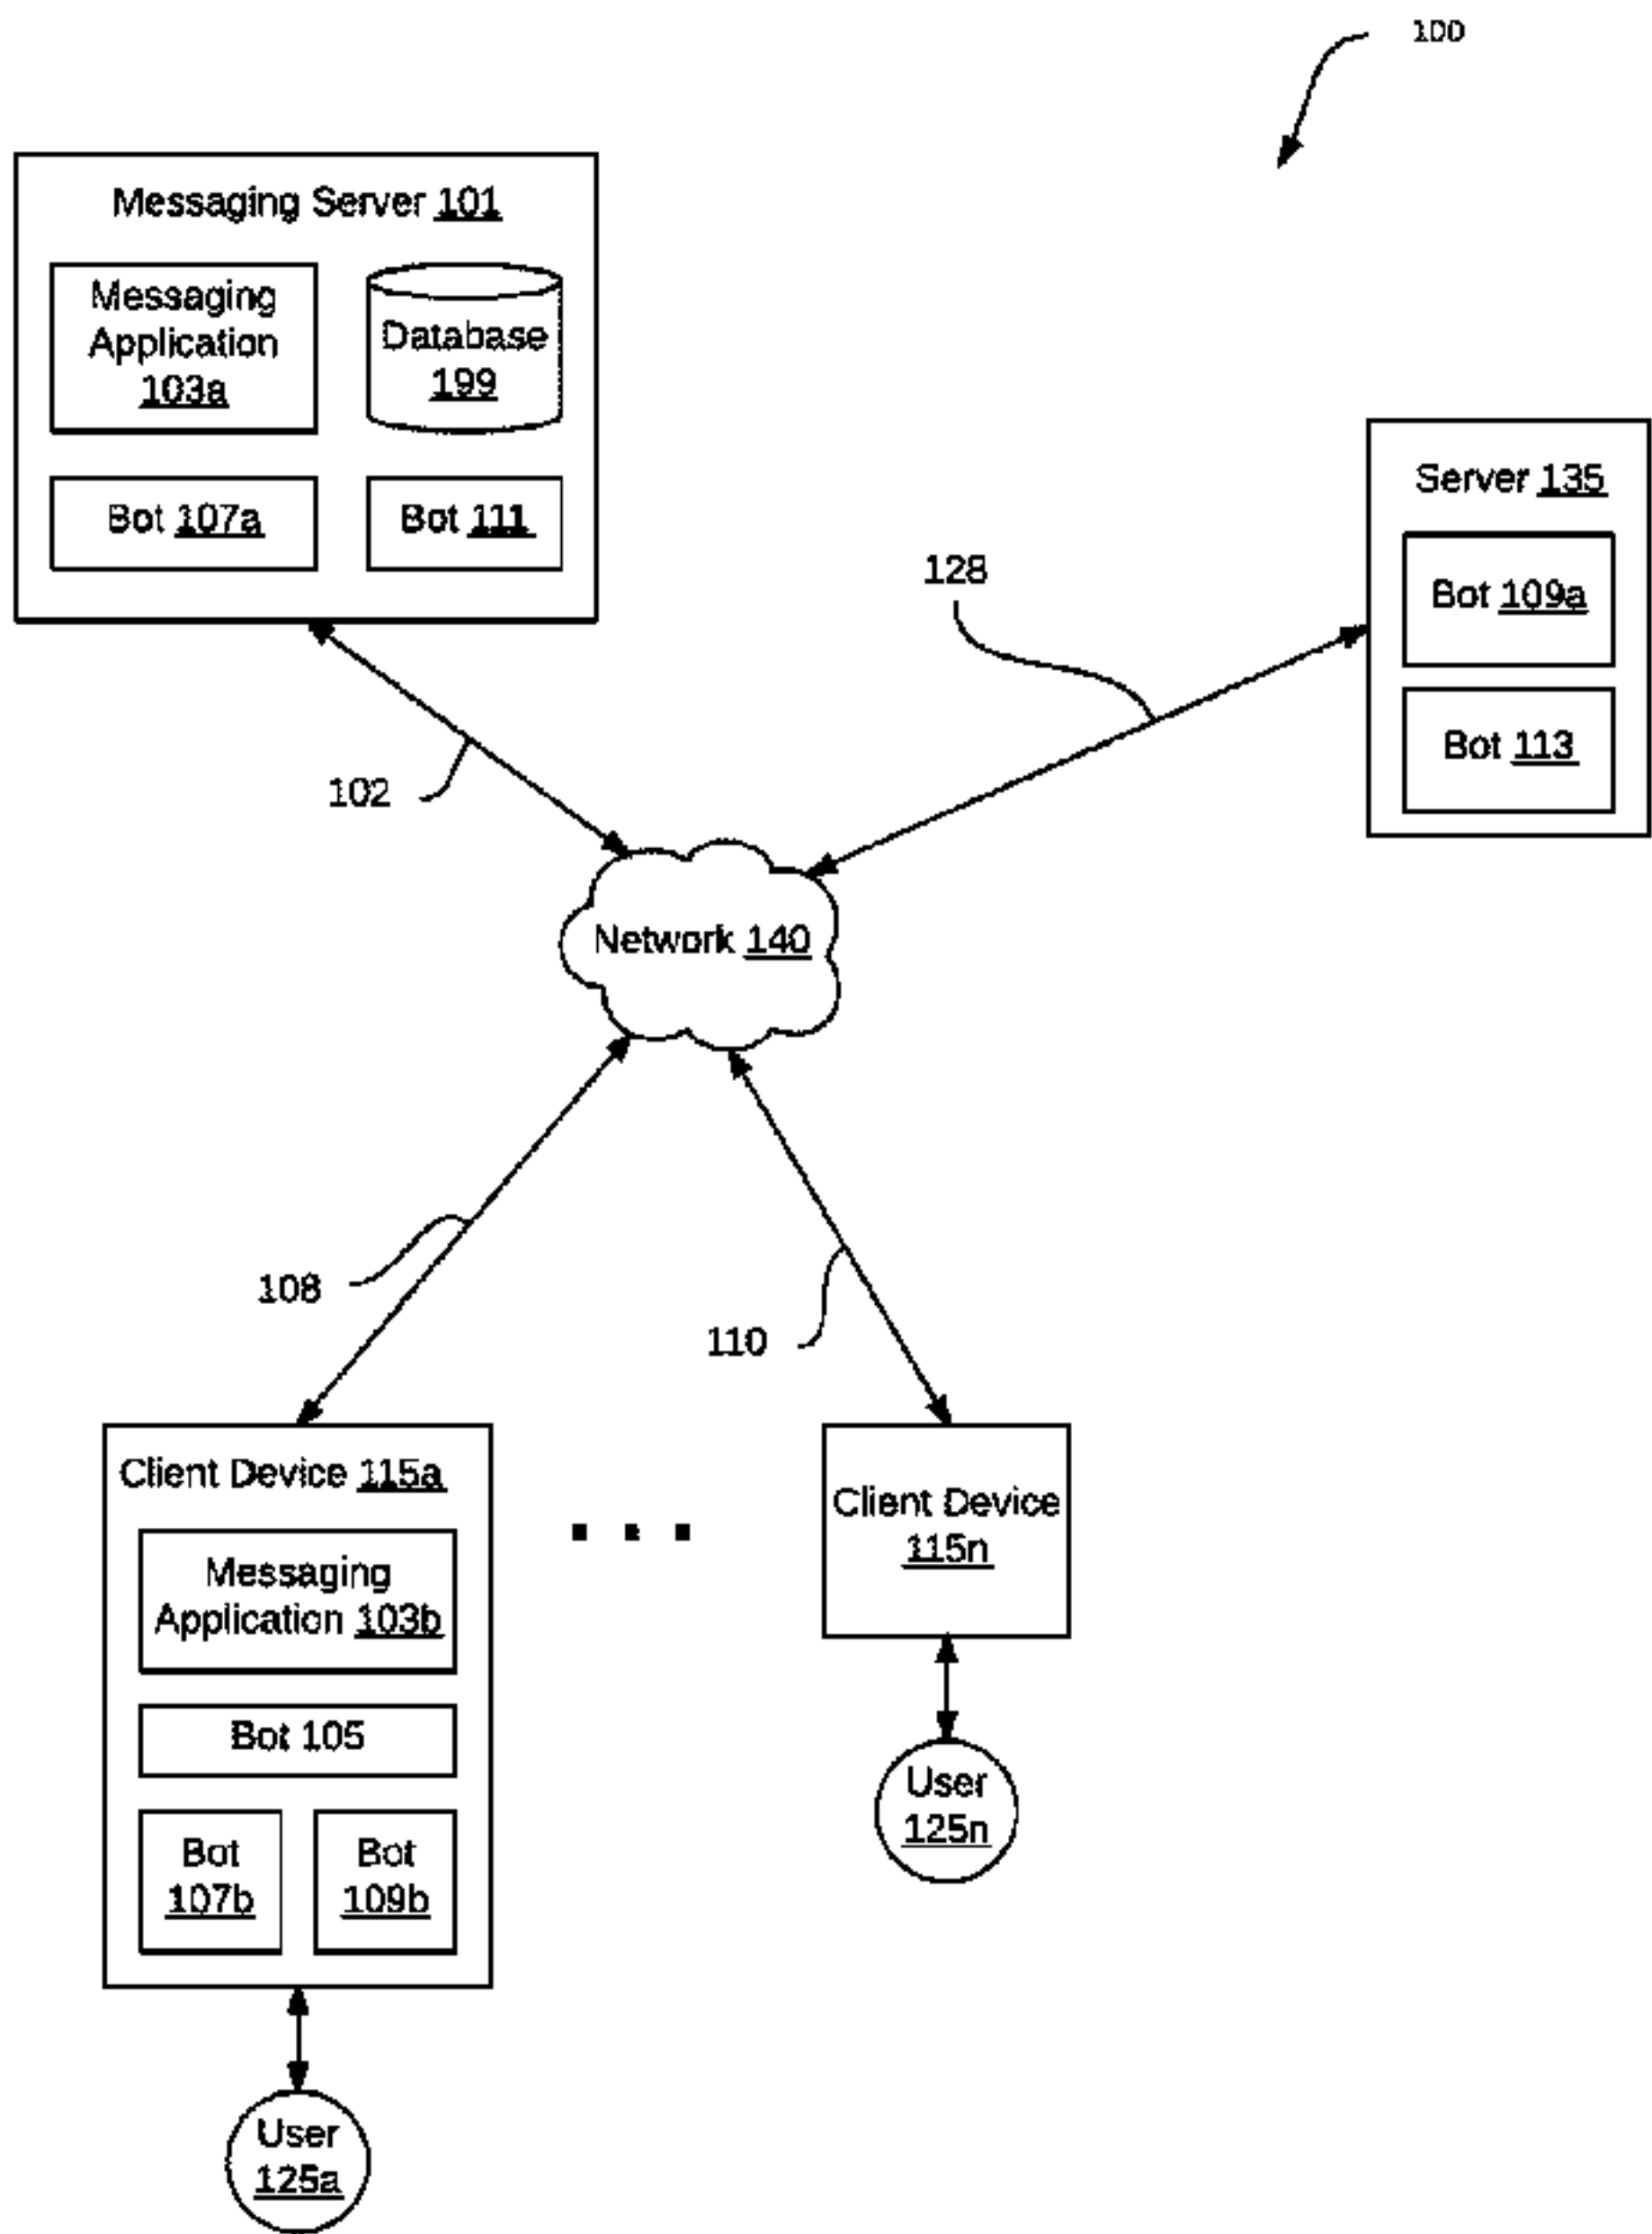 100
Messaging Server 101
Messaging
Application
103a
Database
199
Bot 107a
Bot 111
Server 135
Bot 109a
Bot 113
128
102
Network 140
108
110
Client Device 115a
Messaging
Application 103b
Bot 105
Bot
107b
Bot
109b
Client Device
115n
User
125n
User
125a